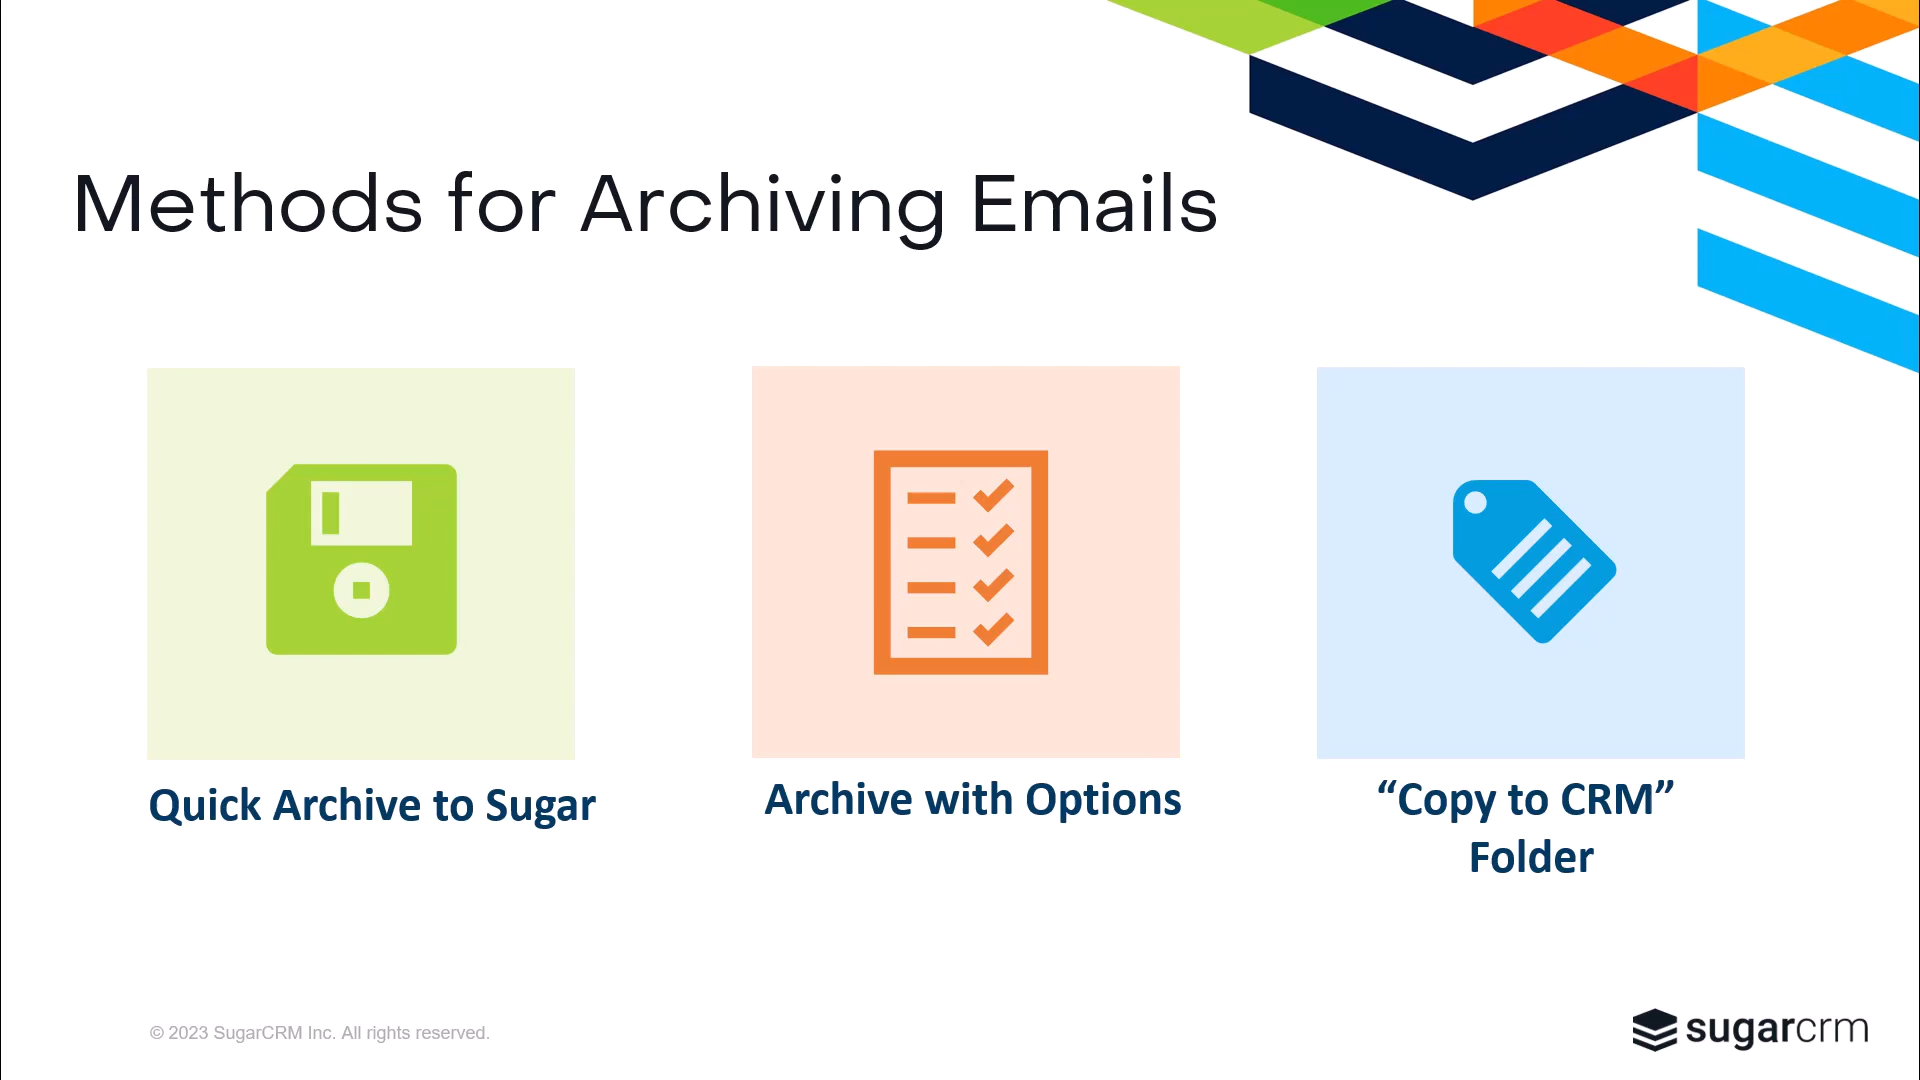 Methods for Archiving Emails
Quick Archive to Sugar
Archive with Options
“Copy to CRM”
Folder
© 2023 SugarCRM Inc. All rights reserved.
sugarcrm